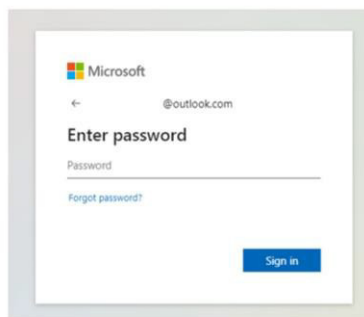 Microsoft
← @outlook.com
Enter password
Password
Forgot password?
Sign in